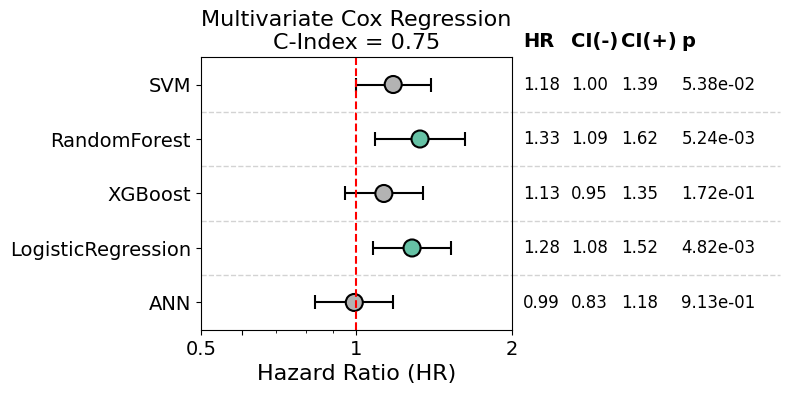 Multivariate Cox Regression
C-Index = 0.75
HR CI(-) CI(+) p
SVM 1.18 1.00 1.39 5.38e-02
RandomForest 1.33 1.09 1.62 5.24e-03
XGBoost 1.13 0.95 1.35 1.72e-01
LogisticRegression 1.28 1.08 1.52 4.82e-03
ANN 0.99 0.83 1.18 9.13e-01
0.5 1 2
Hazard Ratio (HR)